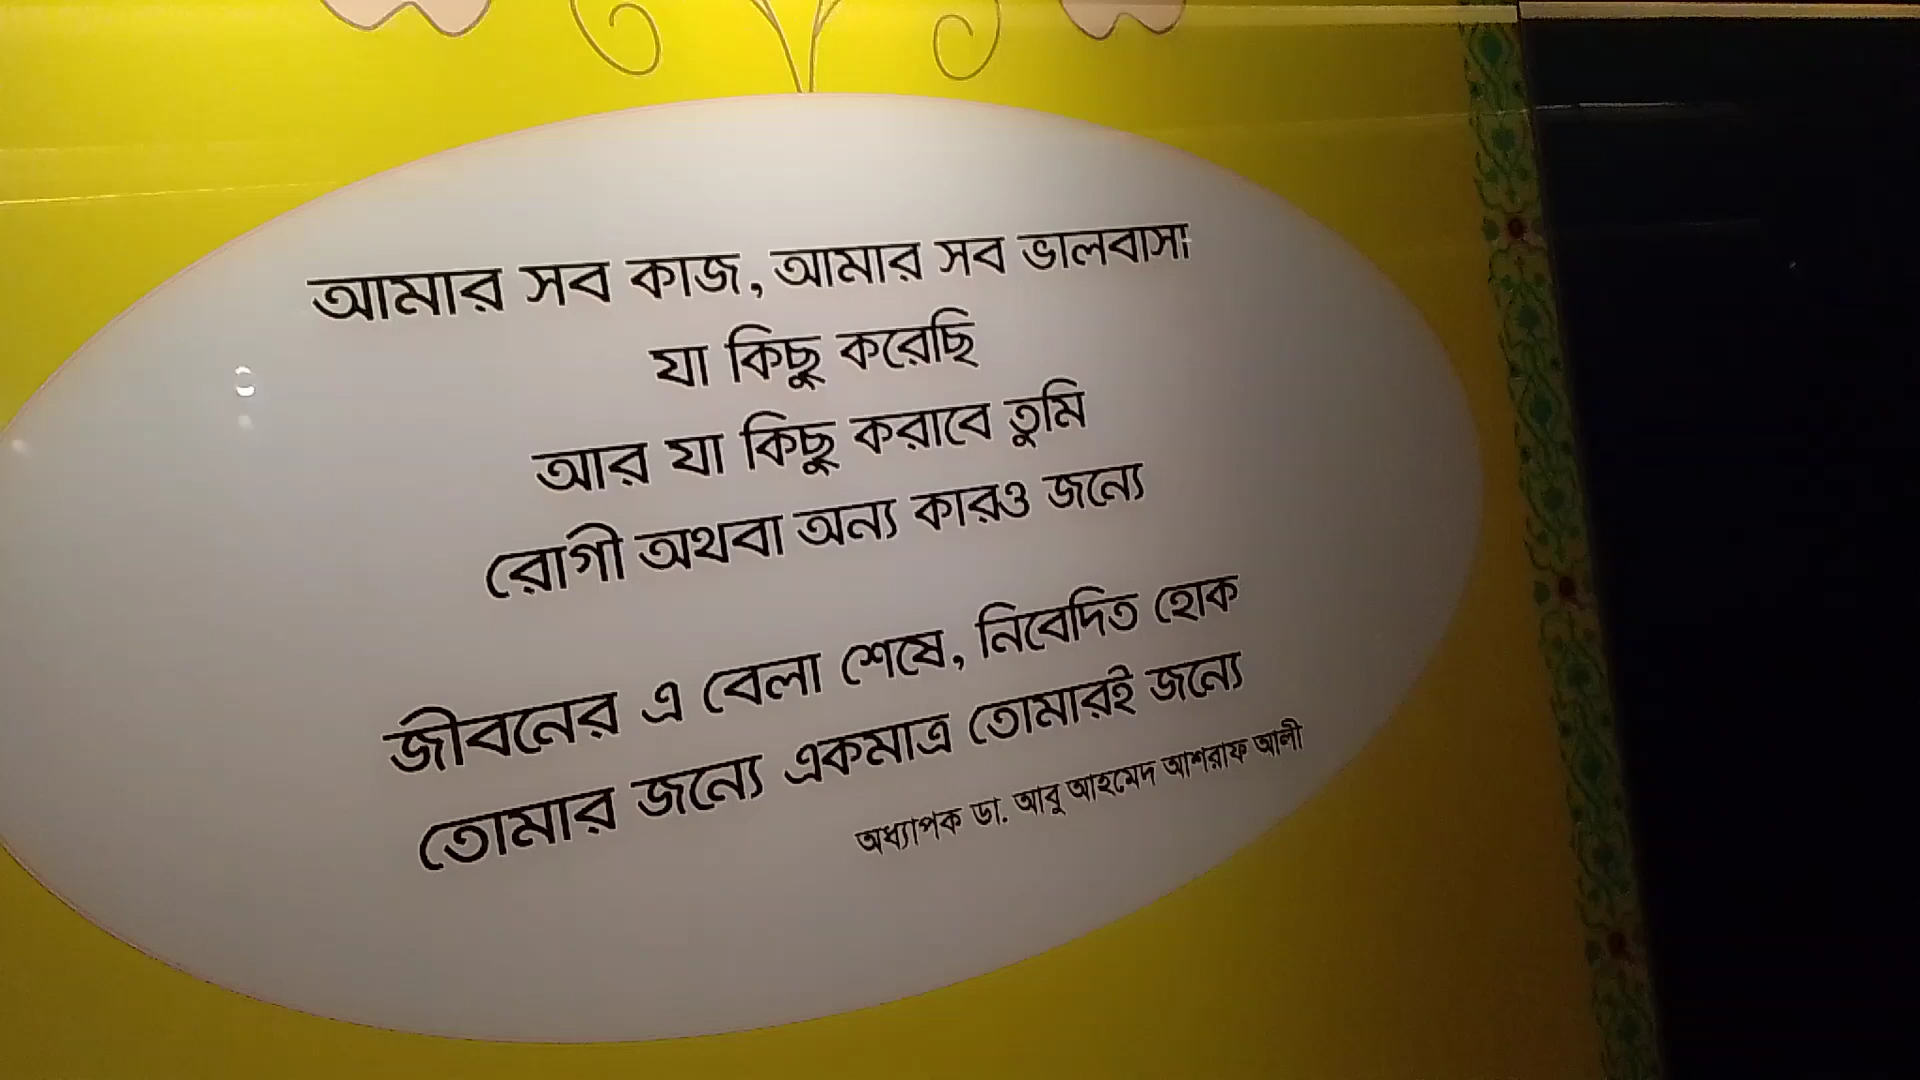 আমার সব কাজ, আমার সব ভালবাসা
যা কিছু করেছি
আর যা কিছু করাবে তুমি
রোগী অথবা অন্য কারও জন্যে
জীবনের এ বেলা শেষে, নিবেদিত হোক
তোমার জন্যে একমাত্র তোমারই জন্যে
অধ্যাপক ডা. আবু আহমেদ আশরাফ আলী